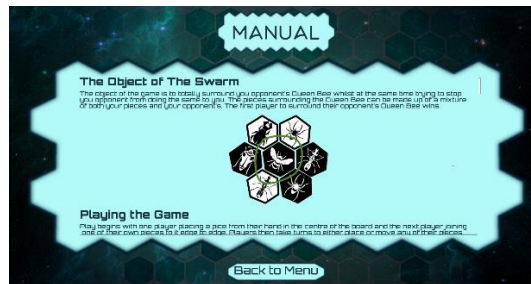 MANUAL
The Object of The Swarm
The object of the game is to totally surround you opponent's Queen Bee whilst at the same time trying to stop
you opponent from doing the same to you. The pieces surrounding the Queen Bee can be made up of a mixture
of both your pieces and your opponent's. The first player to surround their opponent's Queen Bee wins.
Playing the Game
Play begins with one player placing a pice from their hand in the centre of the board and the next player joining
one of their own pieces to it edge to edge. Players then take turns to either place or move any of their pieces.
Back to Menu